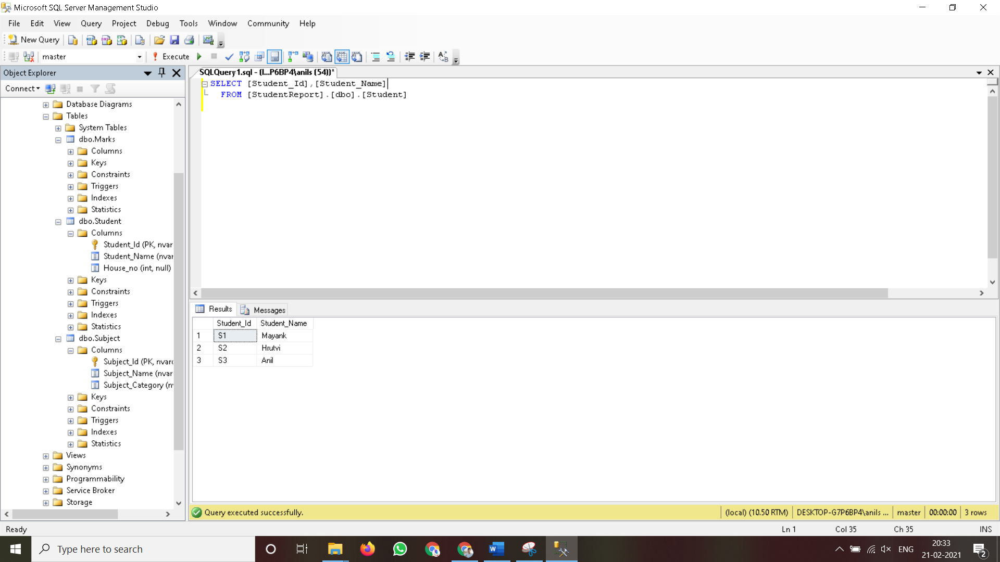 Microsoft SQL Server Management Studio
File Edit View Query Project Debug Tools Window Community Help
New Query
master Execute
Object Explorer
Connect
Database Diagrams
Tables
System Tables
dbo.Marks
Columns
Keys
Constraints
Triggers
Indexes
Statistics
dbo.Student
Columns
Student_Id (PK, nvar
Student_Name (nvar
House_no (int, null)
Keys
Constraints
Triggers
Indexes
Statistics
dbo.Subject
Columns
Subject_Id (PK, nvarc
Subject_Name (nvar
Subject_Category (nv
Keys
Constraints
Triggers
Indexes
Statistics
Views
Synonyms
Programmability
Service Broker
Storage
SQLQuery1.sql - (l...P6BP4\anils (54))*
SELECT [Student_Id],[Student_Name]
FROM [StudentReport].[dbo].[Student]
Results Messages
Student_Id Student_Name
1 S1 Mayank
2 S2 Hrutvi
3 S3 Anil
Query executed successfully. (local) (10.50 RTM) DESKTOP-G7P6BP4\anils ... master 00:00:00 3 rows
Ready Ln 1 Col 35 Ch 35 INS
Type here to search
ENG
20:33
21-02-2021
2